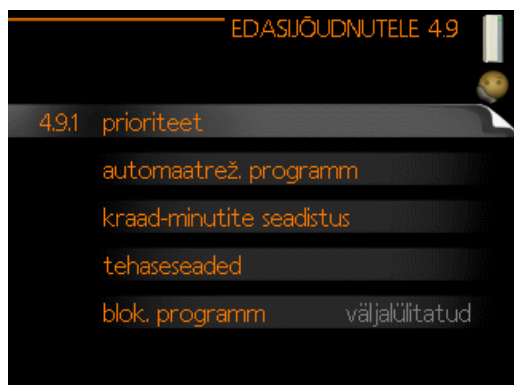 EDASIJÕUDNUTELE 4.9
4.9.1 prioriteet
automaatrež. programm
kraad-minutite seadistus
tehaseseaded
blok. programm väljalülitatud